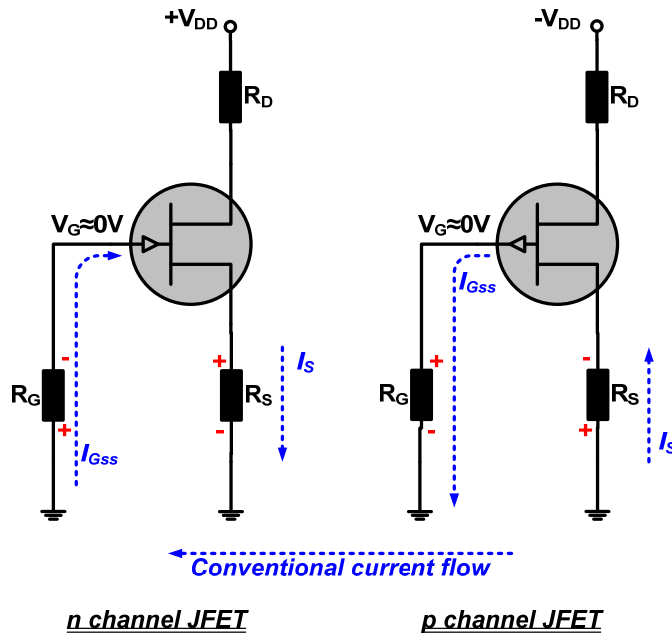 +VDD
-VDD
RD
RD
VG≈0V
VG≈0V
IGss
-
+
IS
+
-
RG
RS
RG
RS
+
-
-
+
IGss
IS
Conventional current flow
n channel JFET
p channel JFET